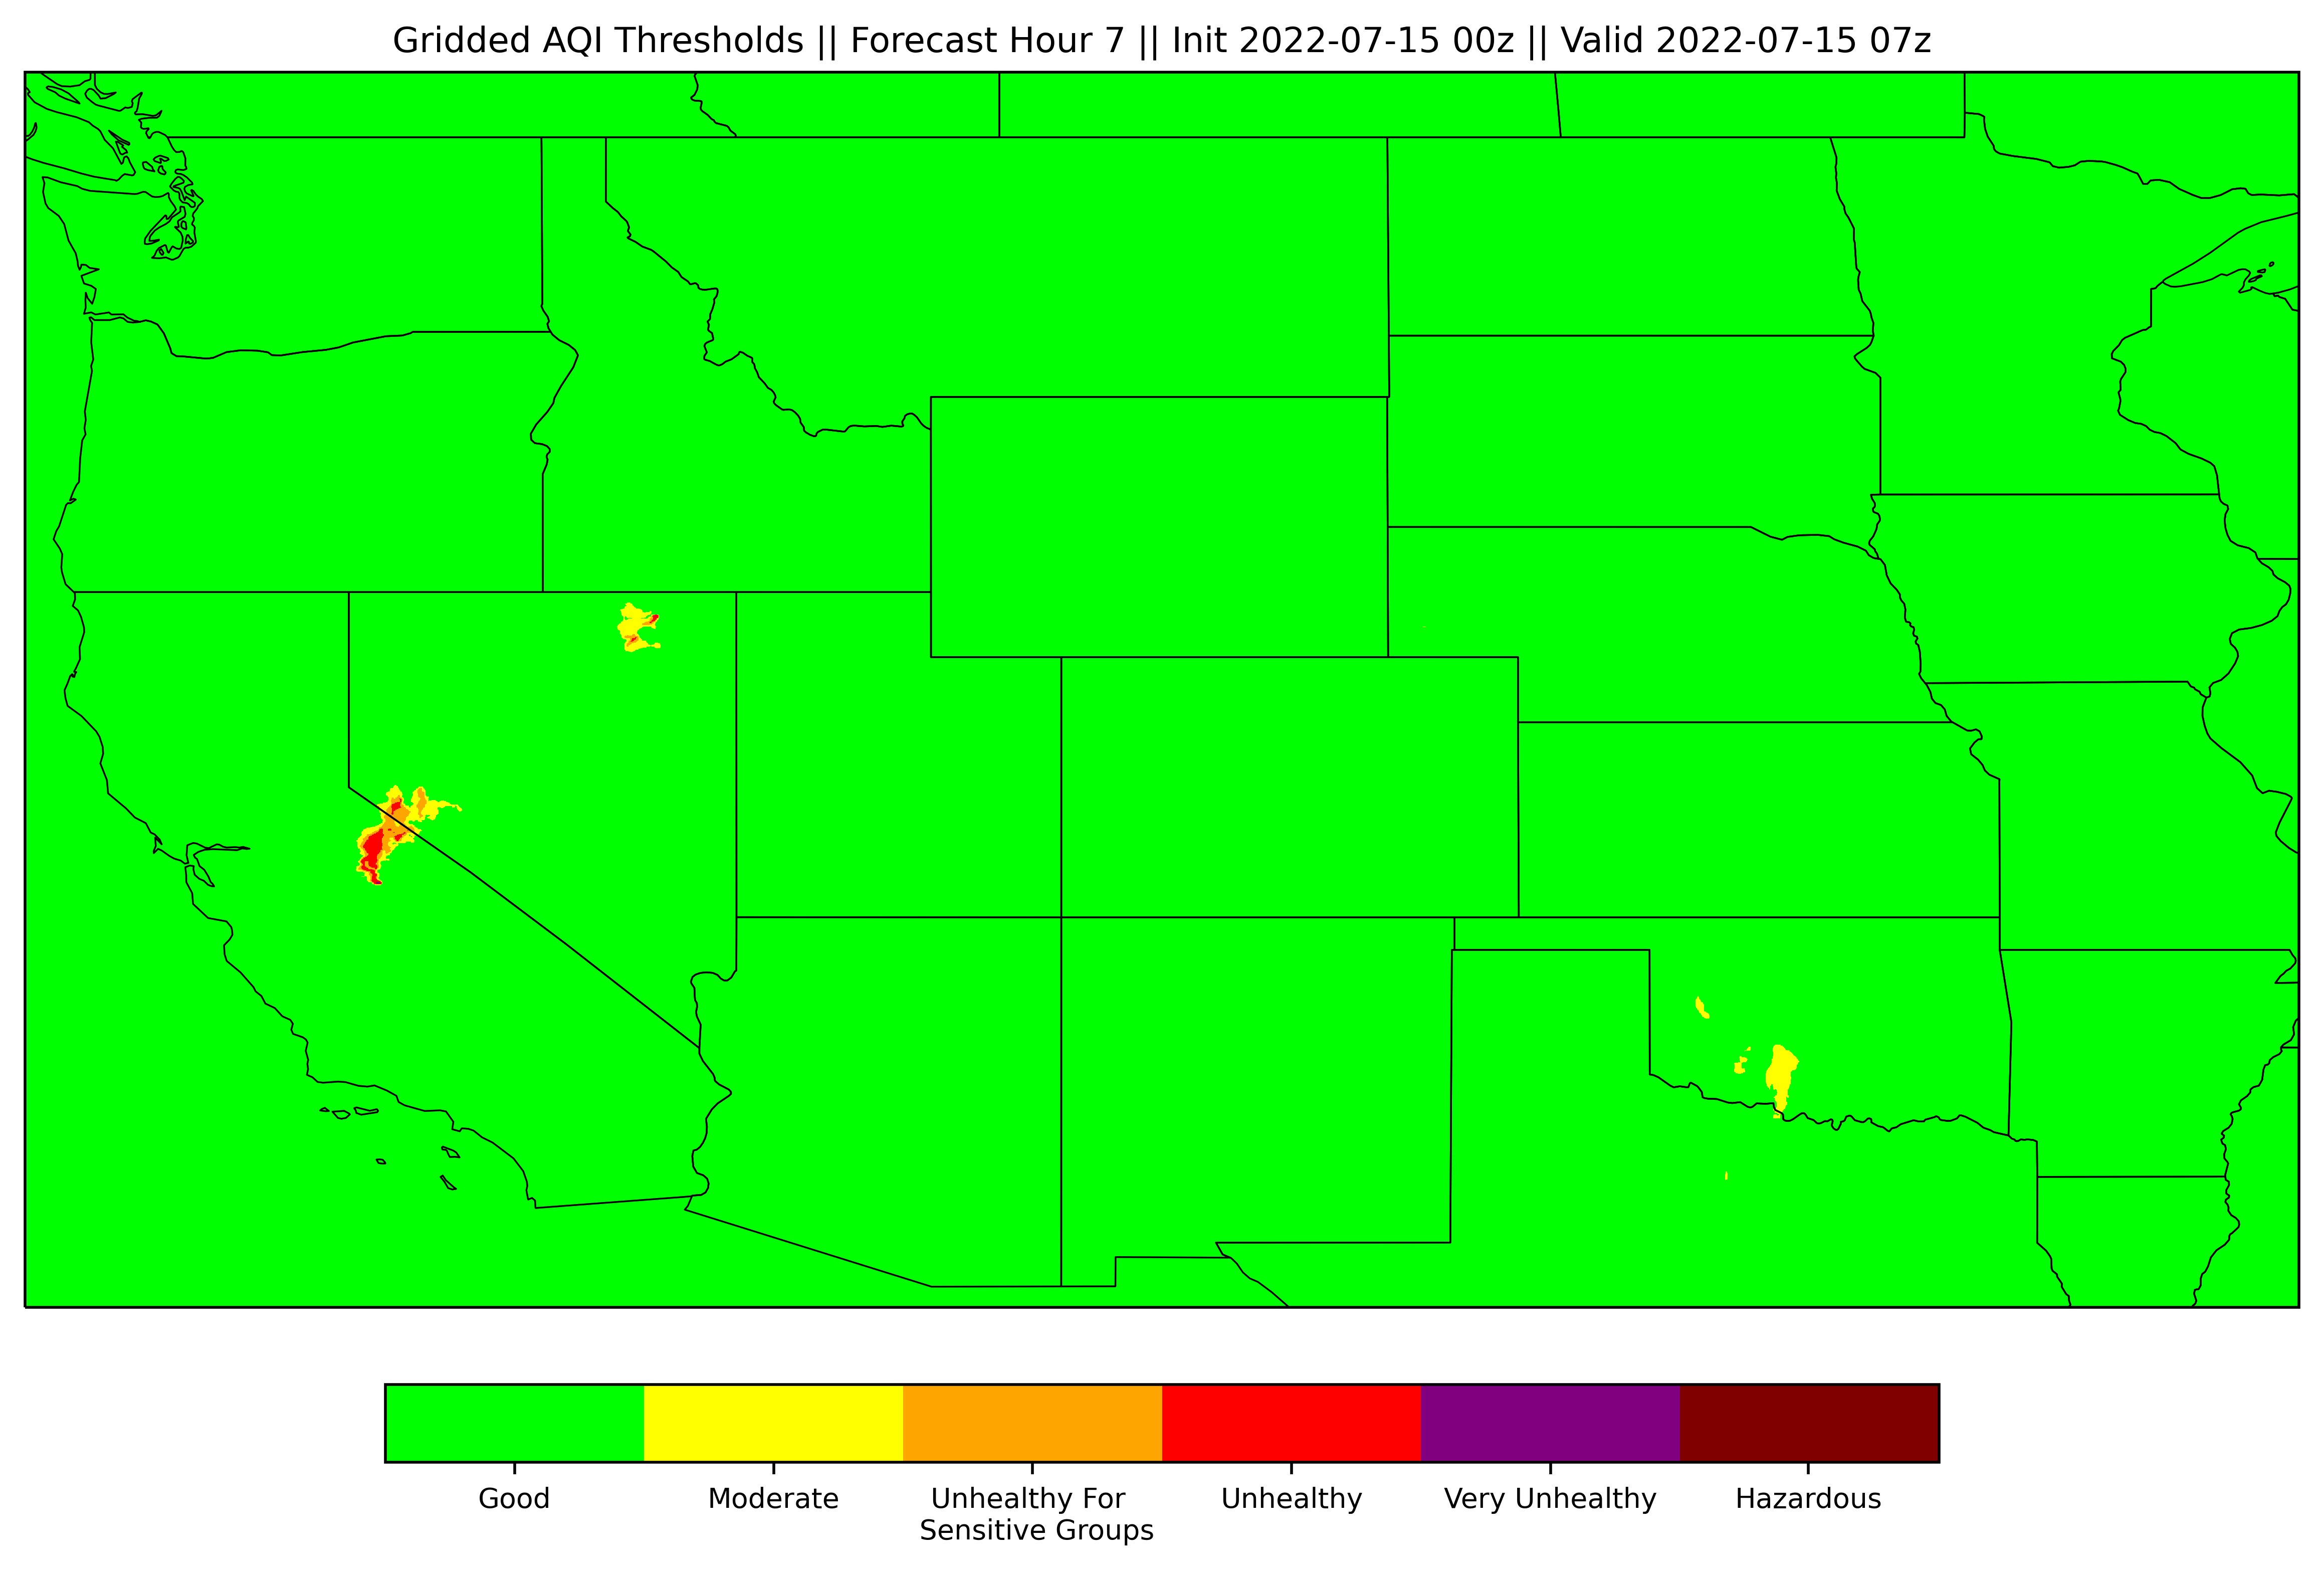 Gridded AQI Thresholds || Forecast Hour 7 || Init 2022-07-15 00z || Valid 2022-07-15 07z
Good
Moderate
Unhealthy For
Sensitive Groups
Unhealthy
Very Unhealthy
Hazardous